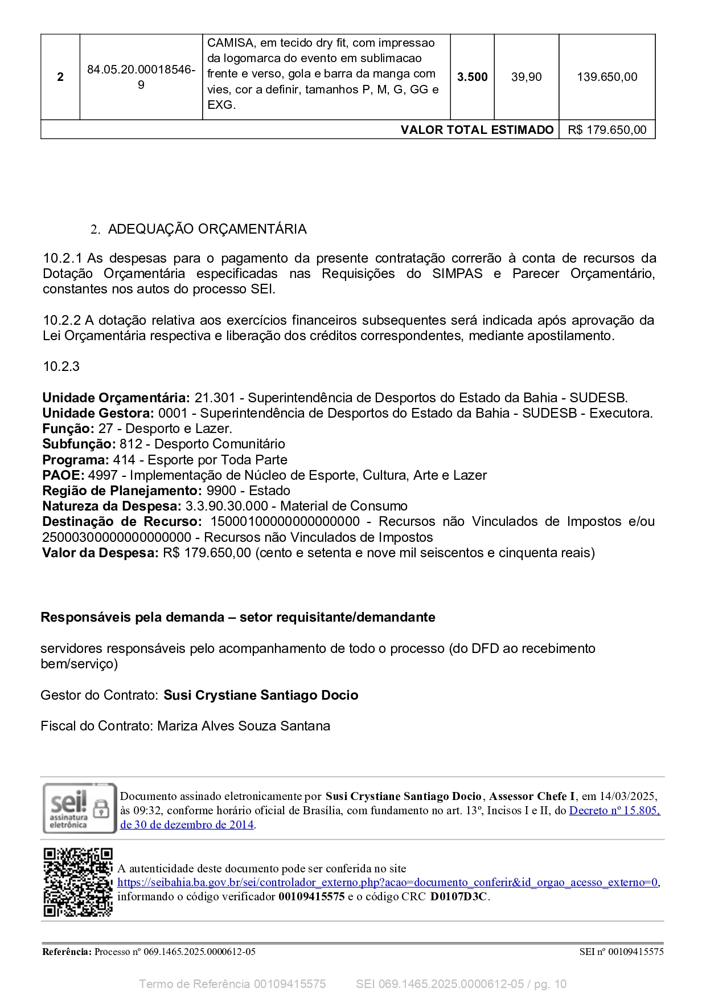 CAMISA, em tecido dry fit, com impressao
da logomarca do evento em sublimacao
frente e verso, gola e barra da manga com
vies, cor a definir, tamanhos P, M, G, GG e
EXG.
2
84.05.20.00018546-
9
3.500
39,90
139.650,00
VALOR TOTAL ESTIMADO
R$ 179.650,00
2. ADEQUAÇÃO ORÇAMENTÁRIA
10.2.1 As despesas para o pagamento da presente contratação correrão à conta de recursos da
Dotação Orçamentária especificadas nas Requisições do SIMPAS e Parecer Orçamentário,
constantes nos autos do processo SEI.
10.2.2 A dotação relativa aos exercícios financeiros subsequentes será indicada após aprovação da
Lei Orçamentária respectiva e liberação dos créditos correspondentes, mediante apostilamento.
10.2.3
Unidade Orçamentária: 21.301 - Superintendência de Desportos do Estado da Bahia - SUDESB.
Unidade Gestora: 0001 - Superintendência de Desportos do Estado da Bahia - SUDESB - Executora.
Função: 27 - Desporto e Lazer.
Subfunção: 812 - Desporto Comunitário
Programa: 414 - Esporte por Toda Parte
PAOE: 4997 - Implementação de Núcleo de Esporte, Cultura, Arte e Lazer
Região de Planejamento: 9900 - Estado
Natureza da Despesa: 3.3.90.30.000 - Material de Consumo
Destinação de Recurso: 15000100000000000000 - Recursos não Vinculados de Impostos e/ou
25000300000000000000 - Recursos não Vinculados de Impostos
Valor da Despesa: R$ 179.650,00 (cento e setenta e nove mil seiscentos e cinquenta reais)
Responsáveis pela demanda – setor requisitante/demandante
servidores responsáveis pelo acompanhamento de todo o processo (do DFD ao recebimento
bem/serviço)
Gestor do Contrato: Susi Crystiane Santiago Docio
Fiscal do Contrato: Mariza Alves Souza Santana
sei!
assinatura
eletrônica
Documento assinado eletronicamente por Susi Crystiane Santiago Docio, Assessor Chefe I, em 14/03/2025,
às 09:32, conforme horário oficial de Brasília, com fundamento no art. 13º, Incisos I e II, do Decreto nº 15.805,
de 30 de dezembro de 2014.
A autenticidade deste documento pode ser conferida no site
https://seibahia.ba.gov.br/sei/controlador_externo.php?acao=documento_conferir&id_orgao_acesso_externo=0,
informando o código verificador 00109415575 e o código CRC D0107D3C.
Referência: Processo nº 069.1465.2025.0000612-05
SEI nº 00109415575
Termo de Referência 00109415575 SEI 069.1465.2025.0000612-05 / pg. 10